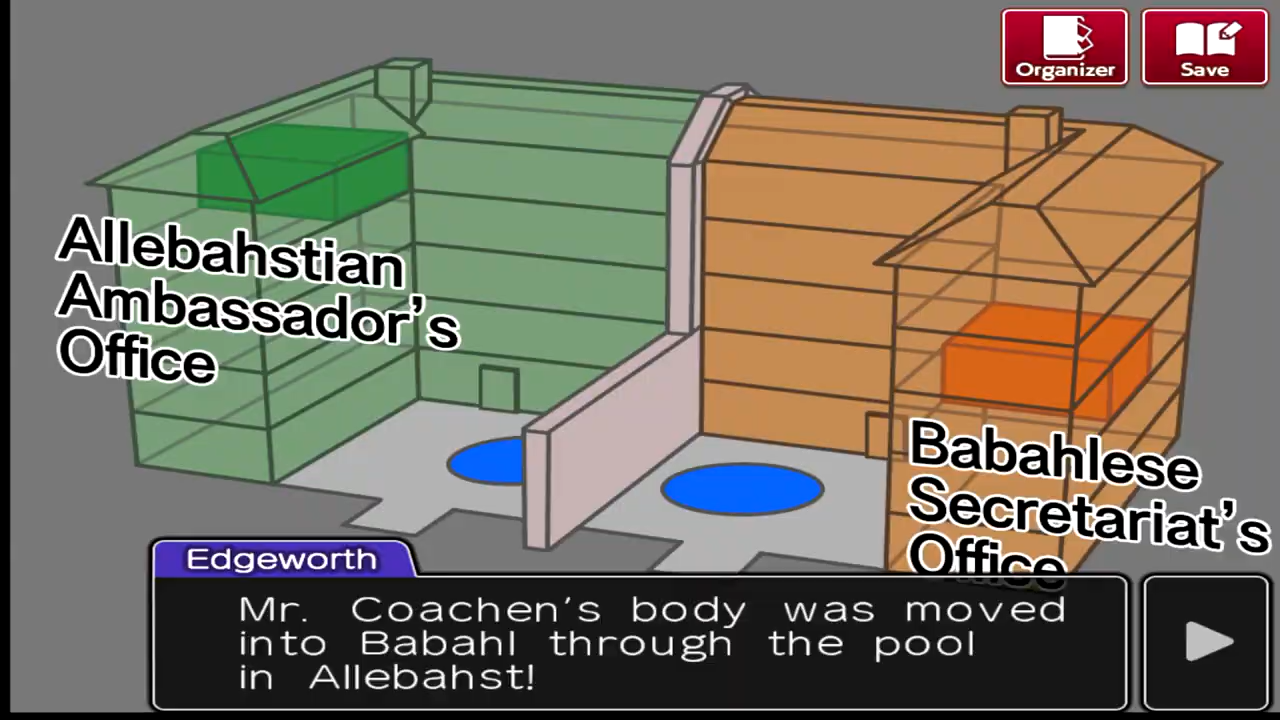 Organizer
Save
Allebahstian
Ambassador's
Office
Babahlese
Secretariat's
Office
Edgeworth
Mr. Coachen's body was moved
into Babahl through the pool
in Allebahst!